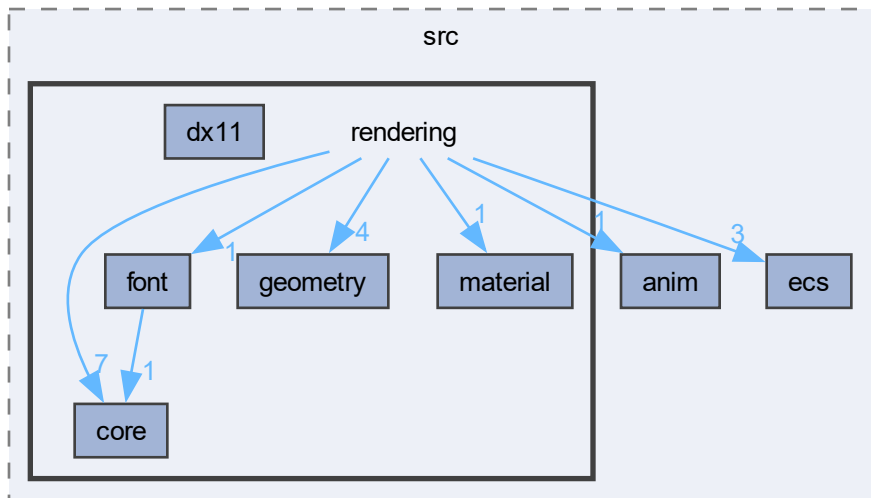 src
dx11
rendering
1
4
1
1
3
font
geometry
material
anim
ecs
7
1
core